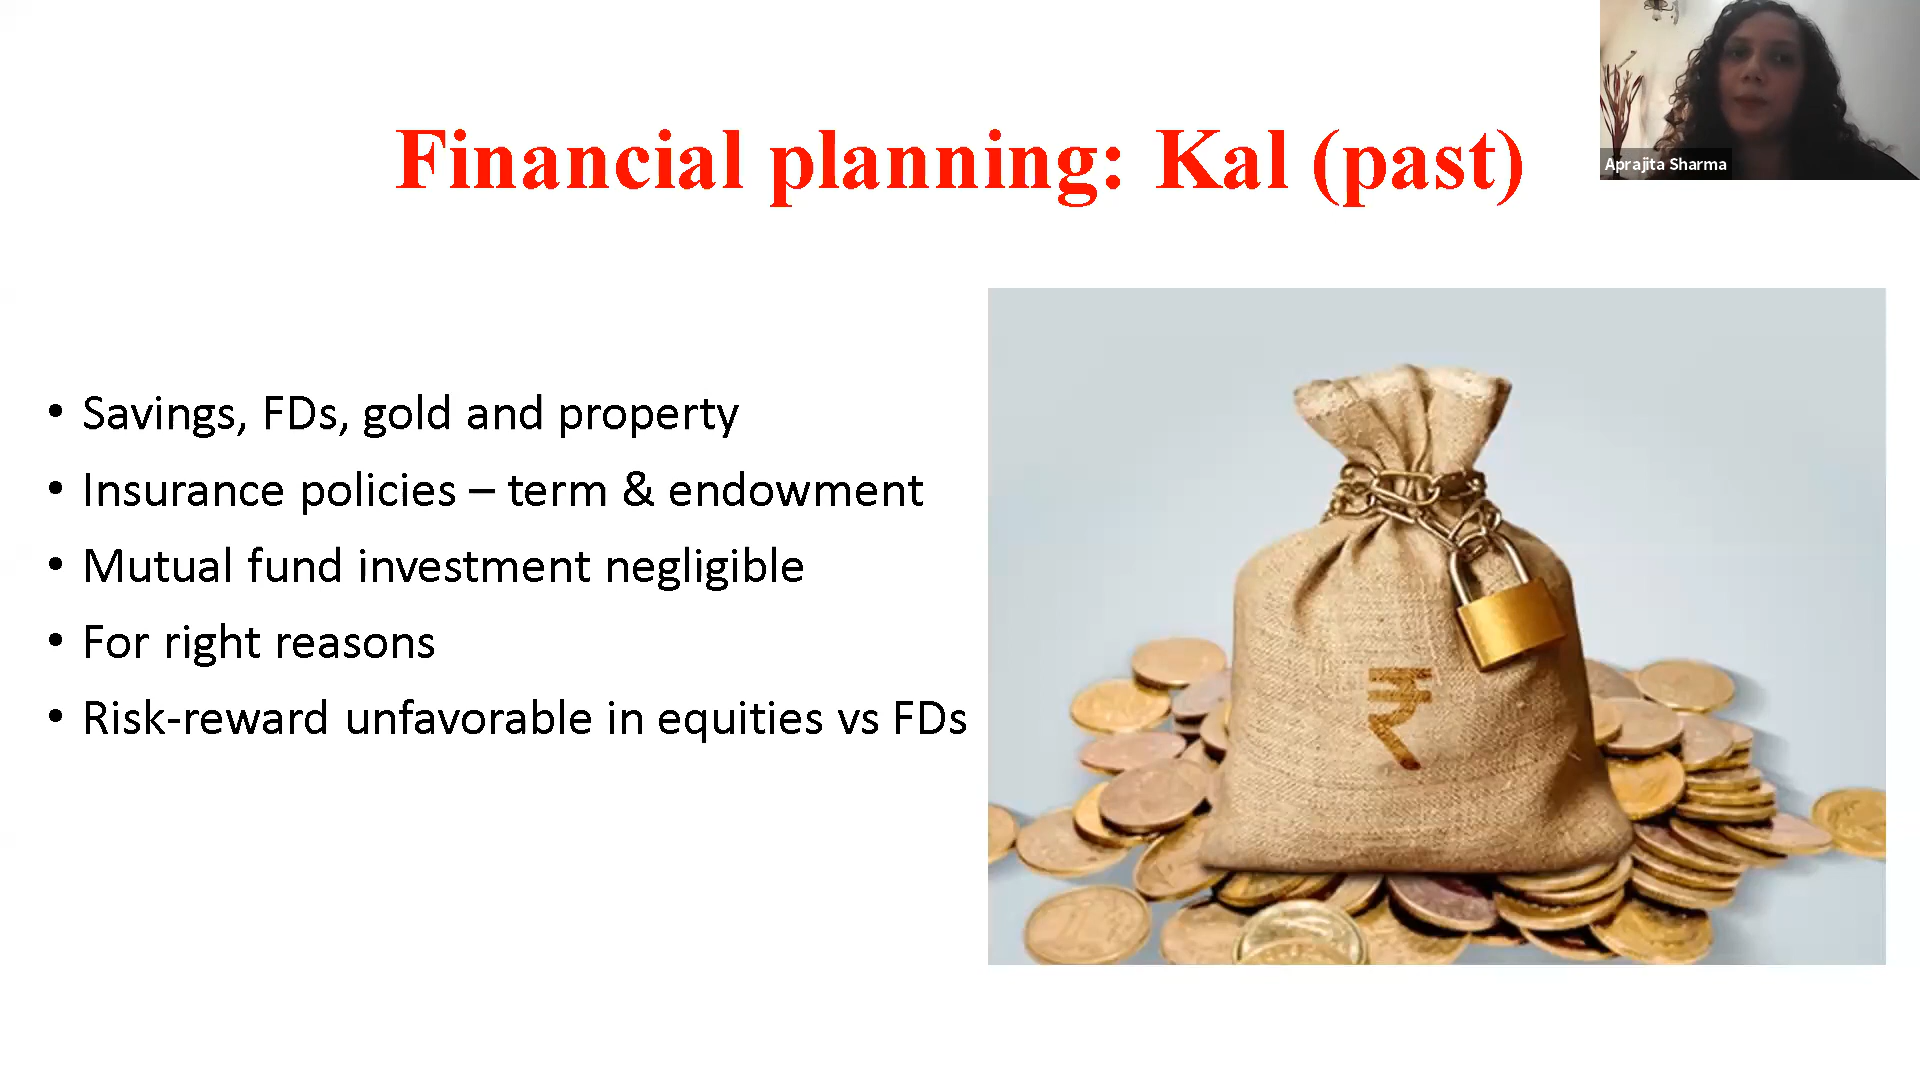 Financial planning: Kal (past)
Aprajita Sharma
• Savings, FDs, gold and property
• Insurance policies – term & endowment
• Mutual fund investment negligible
• For right reasons
• Risk-reward unfavorable in equities vs FDs
₹